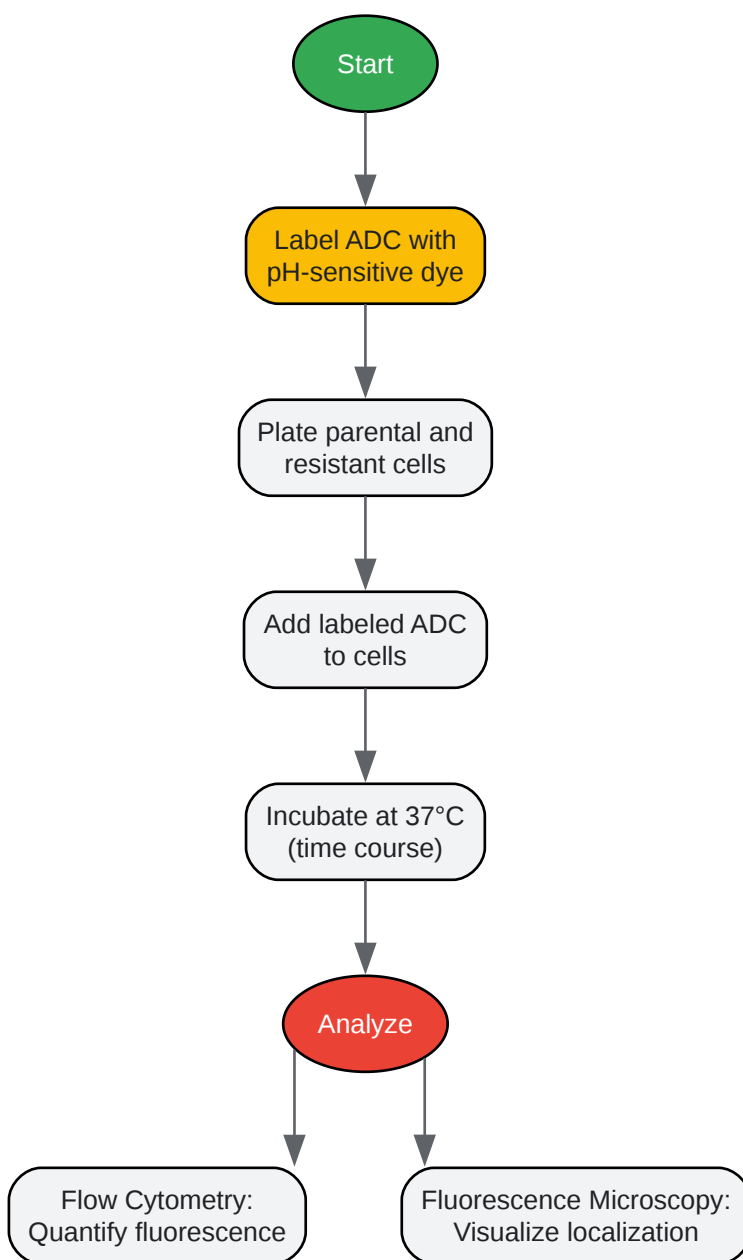 Start
Label ADC with
pH-sensitive dye
Plate parental and
resistant cells
Add labeled ADC
to cells
Incubate at 37°C
(time course)
Analyze
Flow Cytometry:
Quantify fluorescence
Fluorescence Microscopy:
Visualize localization